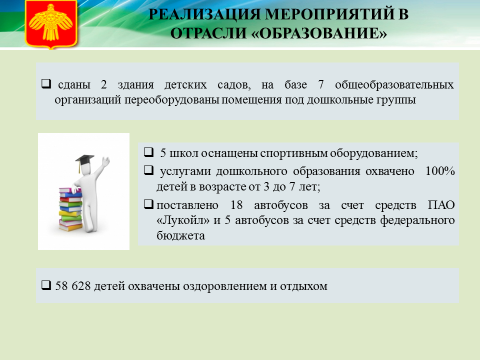 РЕАЛИЗАЦИЯ МЕРОПРИЯТИЙ В
ОТРАСЛИ «ОБРАЗОВАНИЕ»
сданы 2 здания детских садов, на базе 7 общеобразовательных
организаций переоборудованы помещения под дошкольные группы
5 школ оснащены спортивным оборудованием;
услугами дошкольного образования охвачено 100%
детей в возрасте от 3 до 7 лет;
поставлено 18 автобусов за счет средств ПАО
«Лукойл» и 5 автобусов за счет средств федерального
бюджета
58 628 детей охвачены оздоровлением и отдыхом